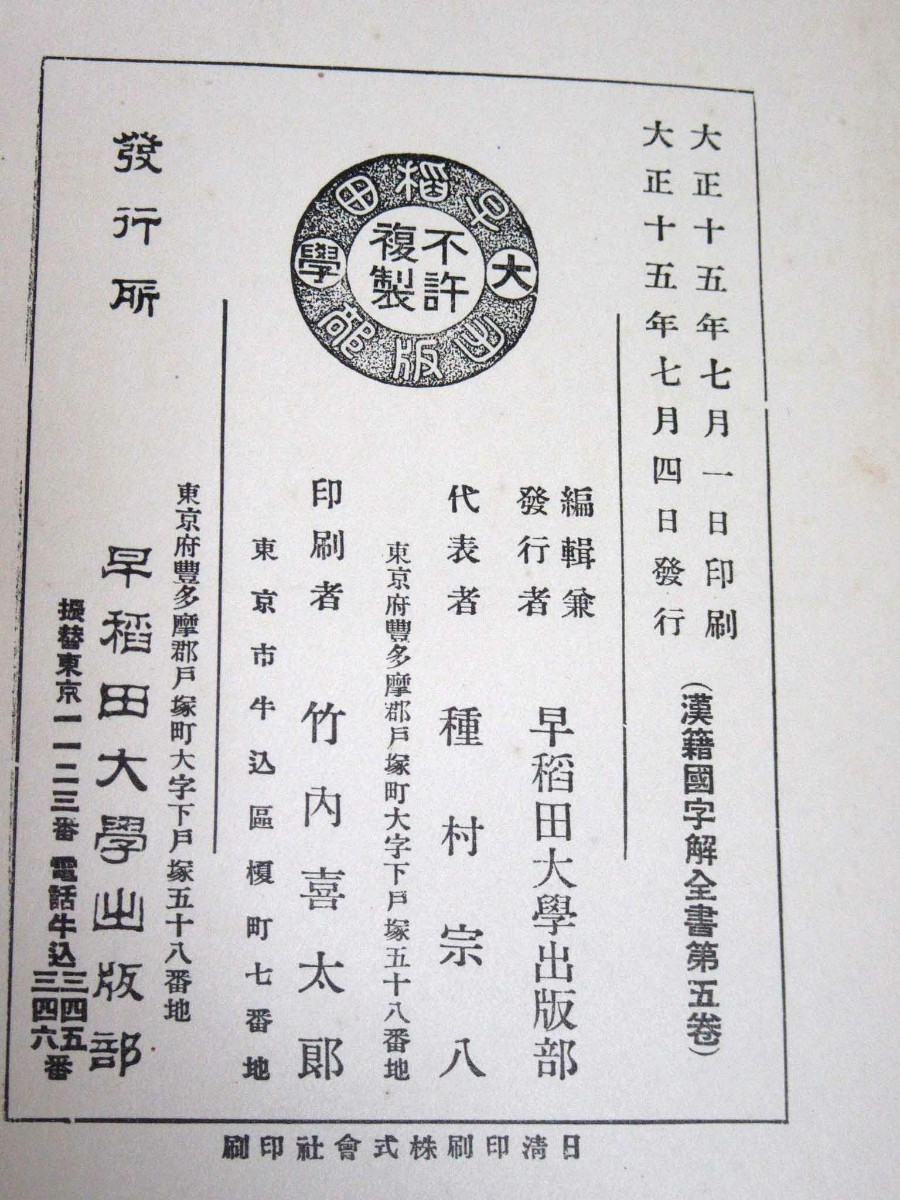 大正十五年七月一日印刷
大正十五年七月四日發行
(漢籍國字解全書第五卷)
編輯兼
發行者
早稻田大學出版部
代表者 種村宗八
東京府豐多摩郡戸塚町大字下戸塚五十八番地
印刷者 竹内喜太郎
東京市牛込區榎町七番地
早稻田大學出版部
不許
複製
發行所
東京府豐多摩郡戸塚町大字下戸塚五十八番地
早稻田大學出版部
振替東京一一二三番 電話牛込三四五三四六番
日清印刷株式會社印刷